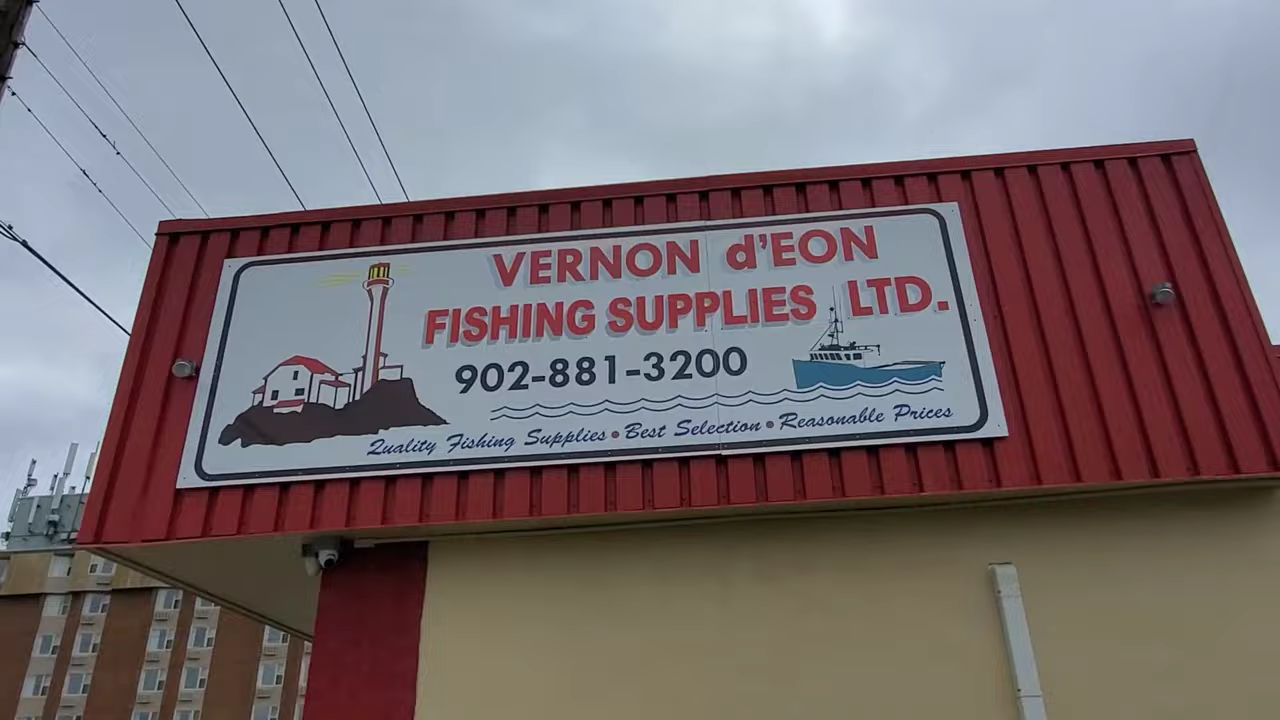 VERNON d'EON
FISHING SUPPLIES LTD.
902-881-3200
Quality Fishing Supplies • Best Selection • Reasonable Prices